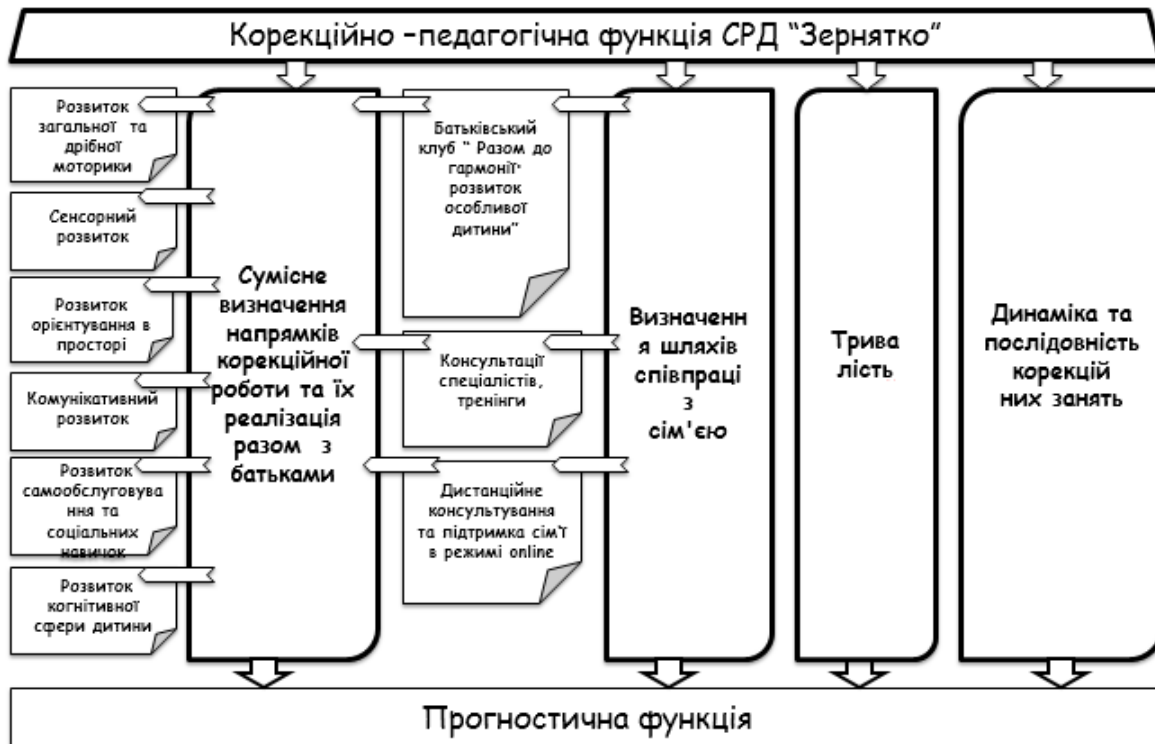 Корекційно –педагогічна функція СРД “Зернятко”
Розвиток
загальної та
дрібної
моторики
Сенсорний
розвиток
Розвиток
орієнтування в
просторі
Комунікативний
розвиток
Розвиток
самообслуговува
ння та
соціальних
навичок
Розвиток
когнітивної
сфери дитини
Сумісне
визначення
напрямків
корекційної
роботи та їх
реалізація
разом з
батьками
Батьківський
клуб “ Разом до
гармонії·
розвиток
особливої
дитини”
Консультації
спеціалістів,
тренінги
Дистанційне
консультування
та підтримка сім’ї
в режимі online
Визначенн
я шляхів
співпраці
з
сім'єю
Трива
лість
Динаміка та
послідовність
корекцій
них занять
Прогностична функція